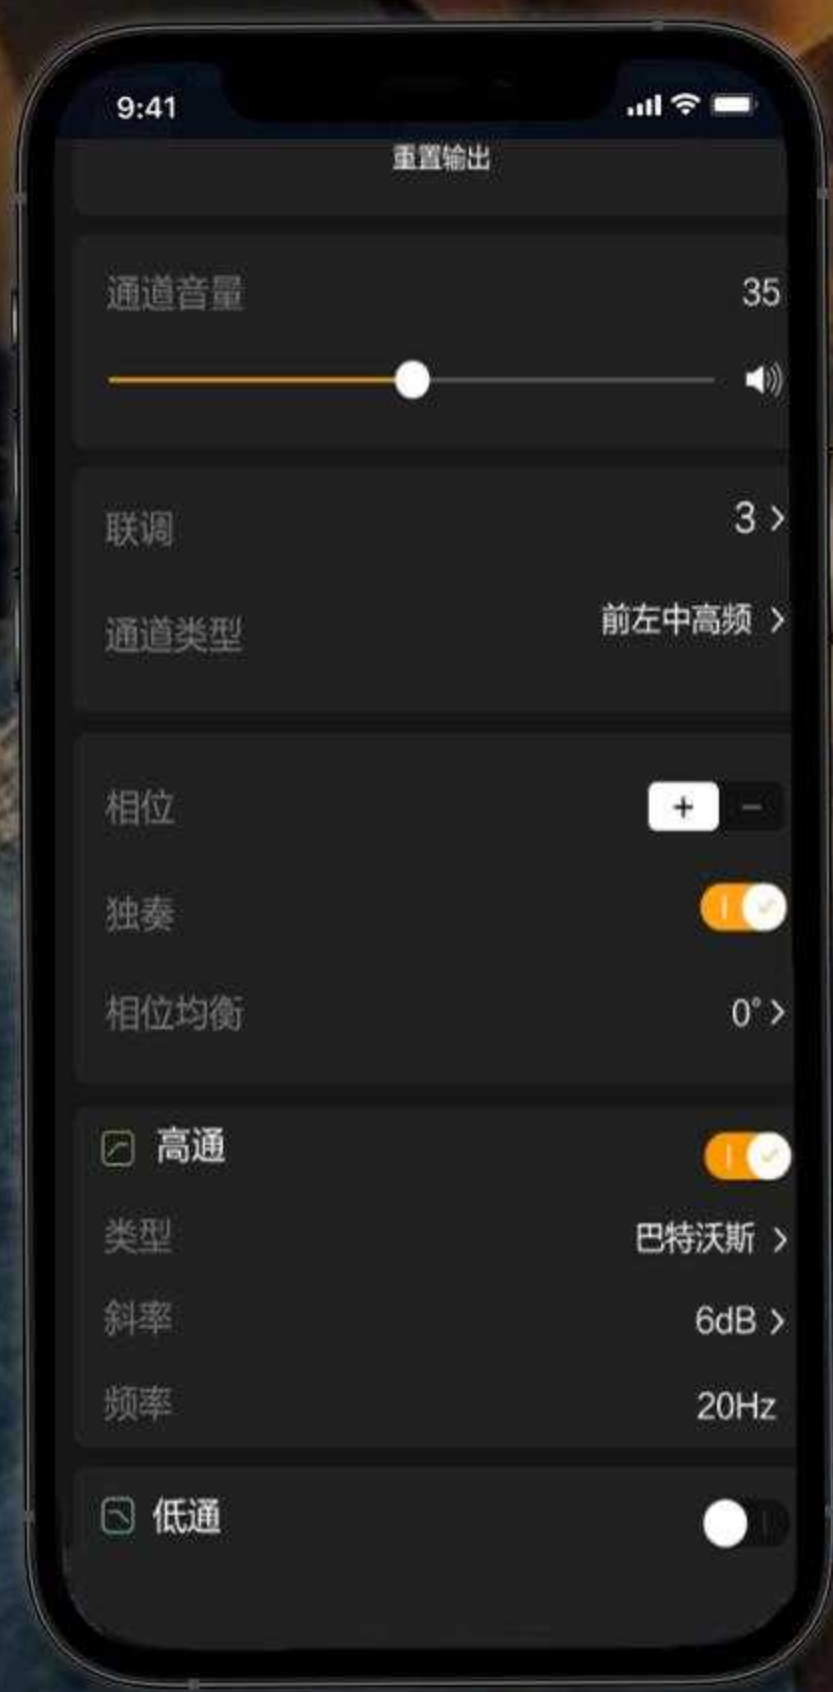 9:41
重置输出
通道音量 35
联调 3
通道类型 前左中高频
相位 + -
独奏
相位均衡 0°
高通
类型 巴特沃斯
斜率 6dB
频率 20Hz
低通